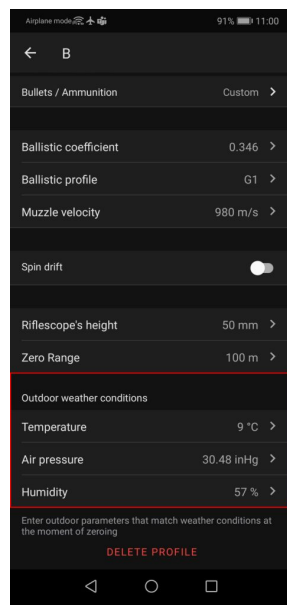 Airplane mode 91% 11:00
B
Bullets / Ammunition Custom
Ballistic coefficient 0.346
Ballistic profile G1
Muzzle velocity 980 m/s
Spin drift
Riflescope's height 50 mm
Zero Range 100 m
Outdoor weather conditions
Temperature 9 °C
Air pressure 30.48 inHg
Humidity 57 %
Enter outdoor parameters that match weather conditions at
the moment of zeroing
DELETE PROFILE